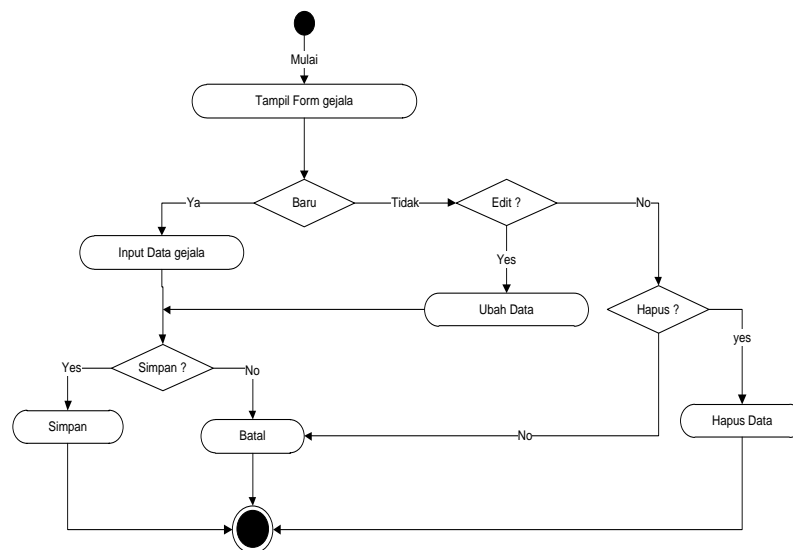 Mulai
Tampil Form gejala
Ya
Baru
Tidak
Edit ?
No
Input Data gejala
Yes
Ubah Data
Hapus ?
yes
Yes
Simpan ?
No
Simpan
Batal
No
Hapus Data